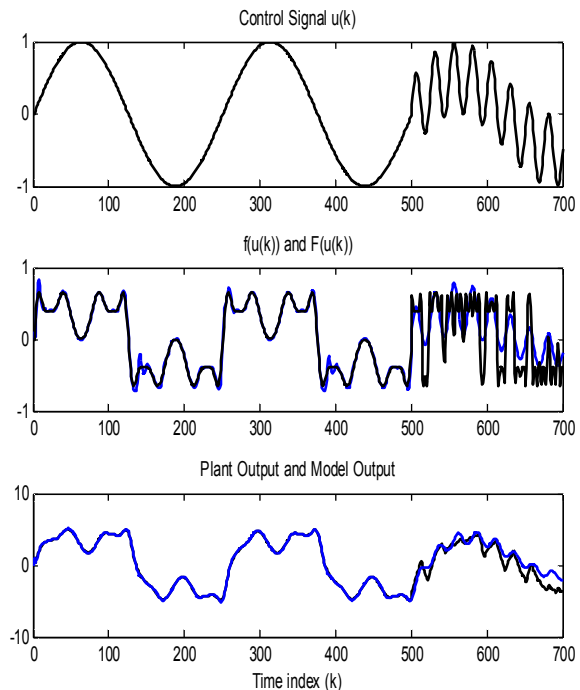 Control Signal u(k)
1
0
-1
0 100 200 300 400 500 600 700
f(u(k)) and F(u(k))
1
0
-1
0 100 200 300 400 500 600 700
Plant Output and Model Output
10
0
-10
0 100 200 300 400 500 600 700
Time index (k)